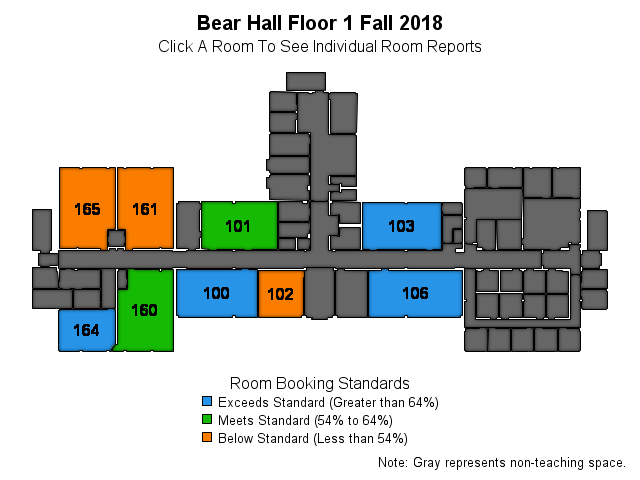 Bear Hall Floor 1 Fall 2018
Click A Room To See Individual Room Reports
165
161
101
103
100
102
106
160
164
Room Booking Standards
Exceeds Standard (Greater than 64%)
Meets Standard (54% to 64%)
Below Standard (Less than 54%)
Note: Gray represents non-teaching space.